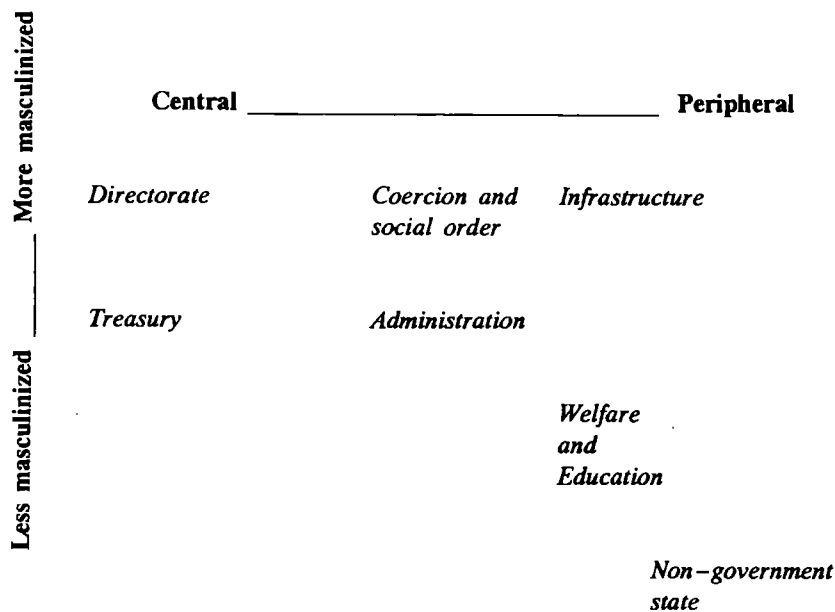 More masculinized
Less masculinized
Central Peripheral
Directorate Coercion and Infrastructure
social order
Treasury Administration
Welfare
and
Education
Non-government
state